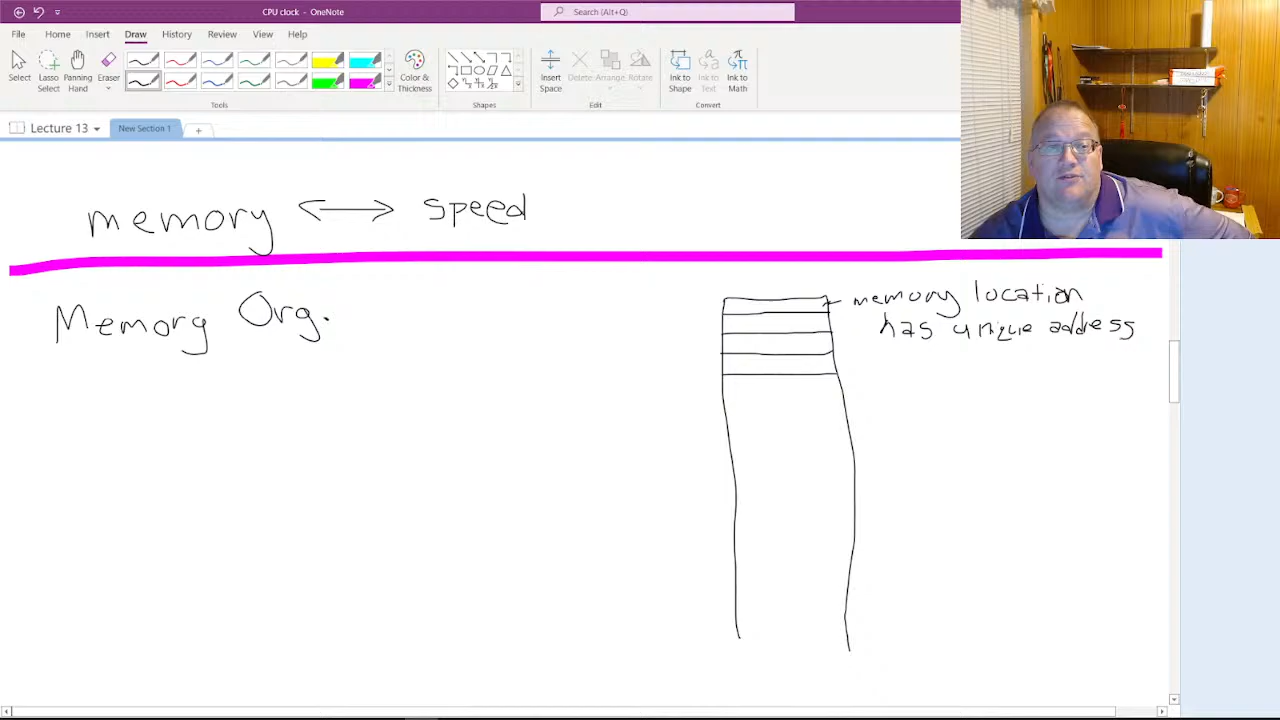 CPU clock - OneNote
Search (Alt+Q)
File Home Insert Draw History Review View Help
Select
Lasso Select
Panning Hand
Eraser
Color & Thickness
Insert Space
Delete
Arrange
Rotate
Ink to Shape
Ink to Text
Ink to Math
Tools
Shapes
Edit
Convert
Lecture 13
New Section 1
+
memory ↔ speed
Memory Org.
memory location
has unique address